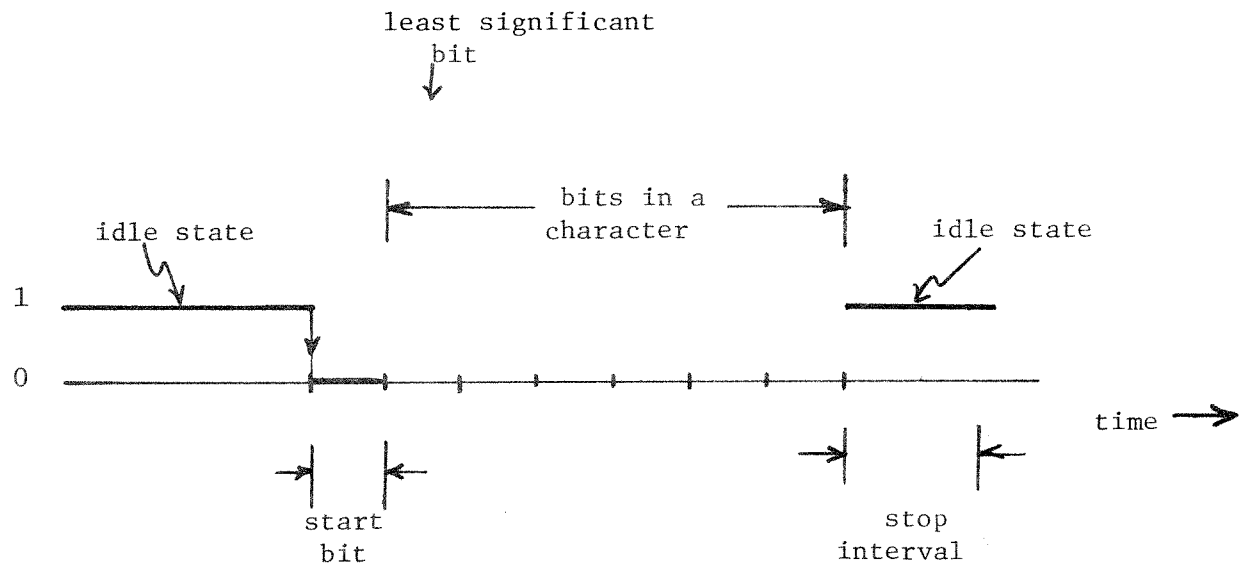 least significant
bit
bits in a
character
idle state
idle state
1
0
time
start
bit
stop
interval